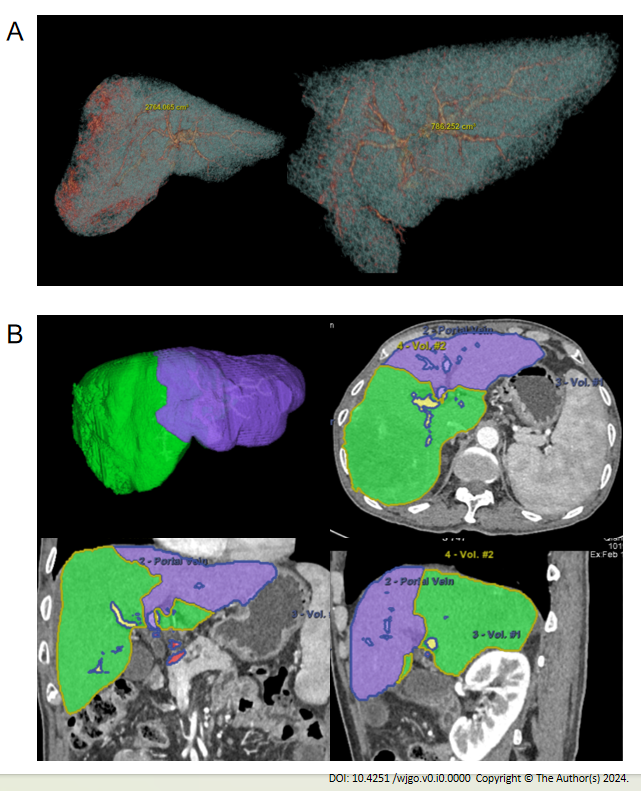 A
2764.065 cm³
786.252 cm³
B
2 - Portal Vein
4 - Vol. #2
3 - Vol. #1
2 - Portal Vein
3 - Vol.
4 - Vol. #2
Ex:Feb 1
2 - Portal Vein
3 - Vol. #1
DOI: 10.4251 /wjgo.v0.i0.0000 Copyright © The Author(s) 2024.